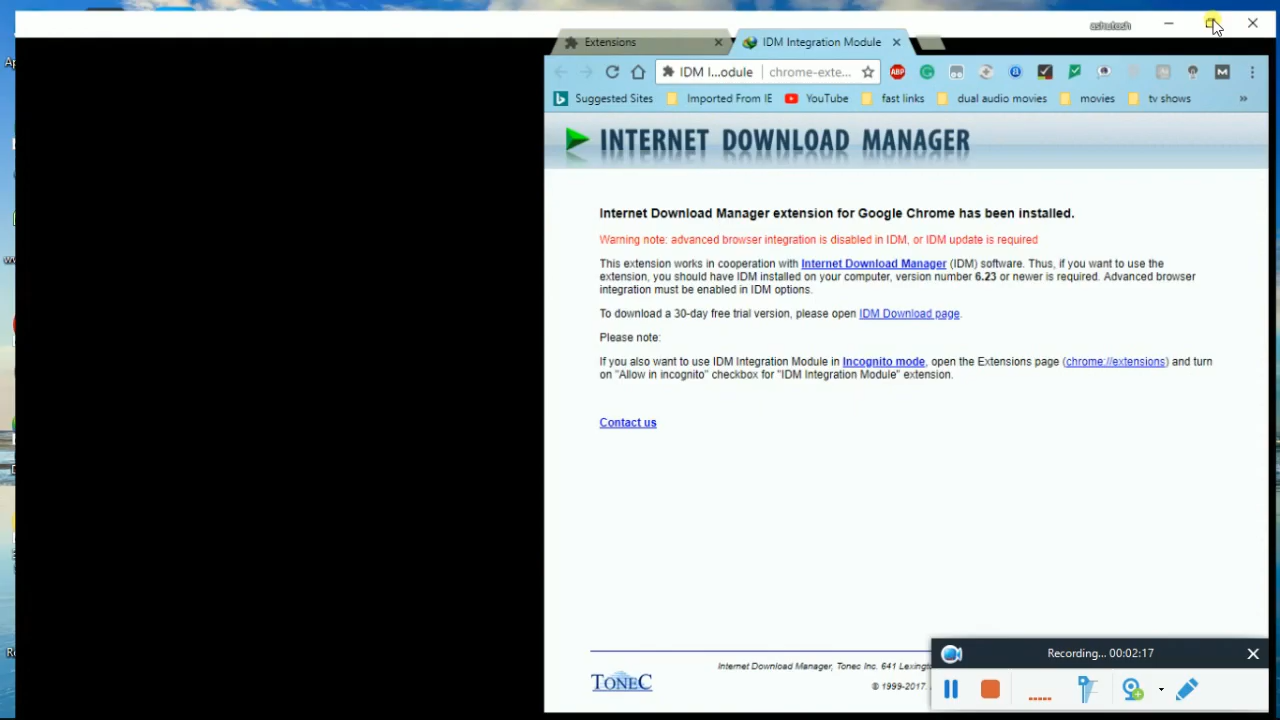 ashutosh
Extensions
IDM Integration Module
IDM I...odule
chrome-exte...
ABP
Suggested Sites
Imported From IE
YouTube
fast links
dual audio movies
movies
tv shows
»
INTERNET DOWNLOAD MANAGER
Internet Download Manager extension for Google Chrome has been installed.
Warning note: advanced browser integration is disabled in IDM, or IDM update is required
This extension works in cooperation with Internet Download Manager (IDM) software. Thus, if you want to use the
extension, you should have IDM installed on your computer, version number 6.23 or newer is required. Advanced browser
integration must be enabled in IDM options.
To download a 30-day free trial version, please open IDM Download page.
Please note:
If you also want to use IDM Integration Module in Incognito mode, open the Extensions page (chrome://extensions) and turn
on "Allow in incognito" checkbox for "IDM Integration Module" extension.
Contact us
Recording... 00:02:17
TONEC
Internet Download Manager, Tonec Inc. 641 Lexing
© 1999-2017.